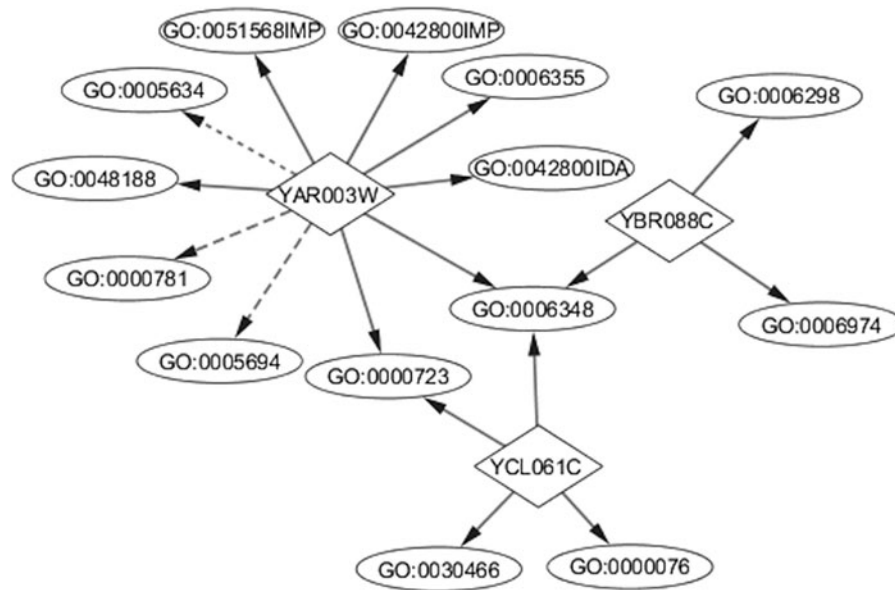 GO:0051568IMP
GO:0042800IMP
GO:0006355
GO:0005634
GO:0006298
GO:0048188
YAR003W
GO:0042800IDA
YBR088C
GO:0000781
GO:0006348
GO:0006974
GO:0005694
GO:0000723
YCL061C
GO:0030466
GO:0000076